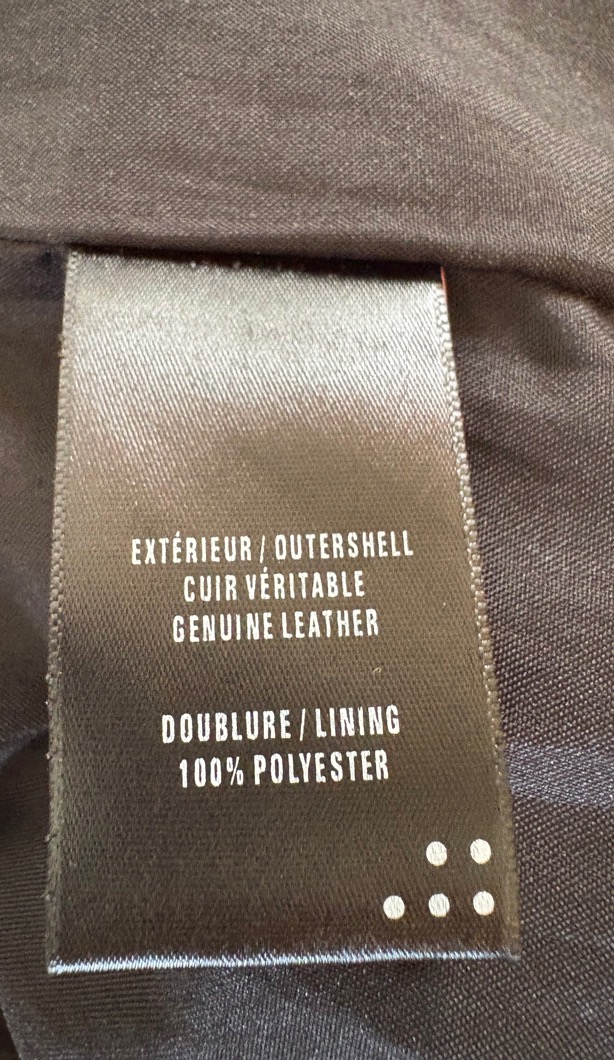 EXTÉRIEUR / OUTERSHELL
CUIR VÉRITABLE
GENUINE LEATHER
DOUBLURE / LINING
100% POLYESTER